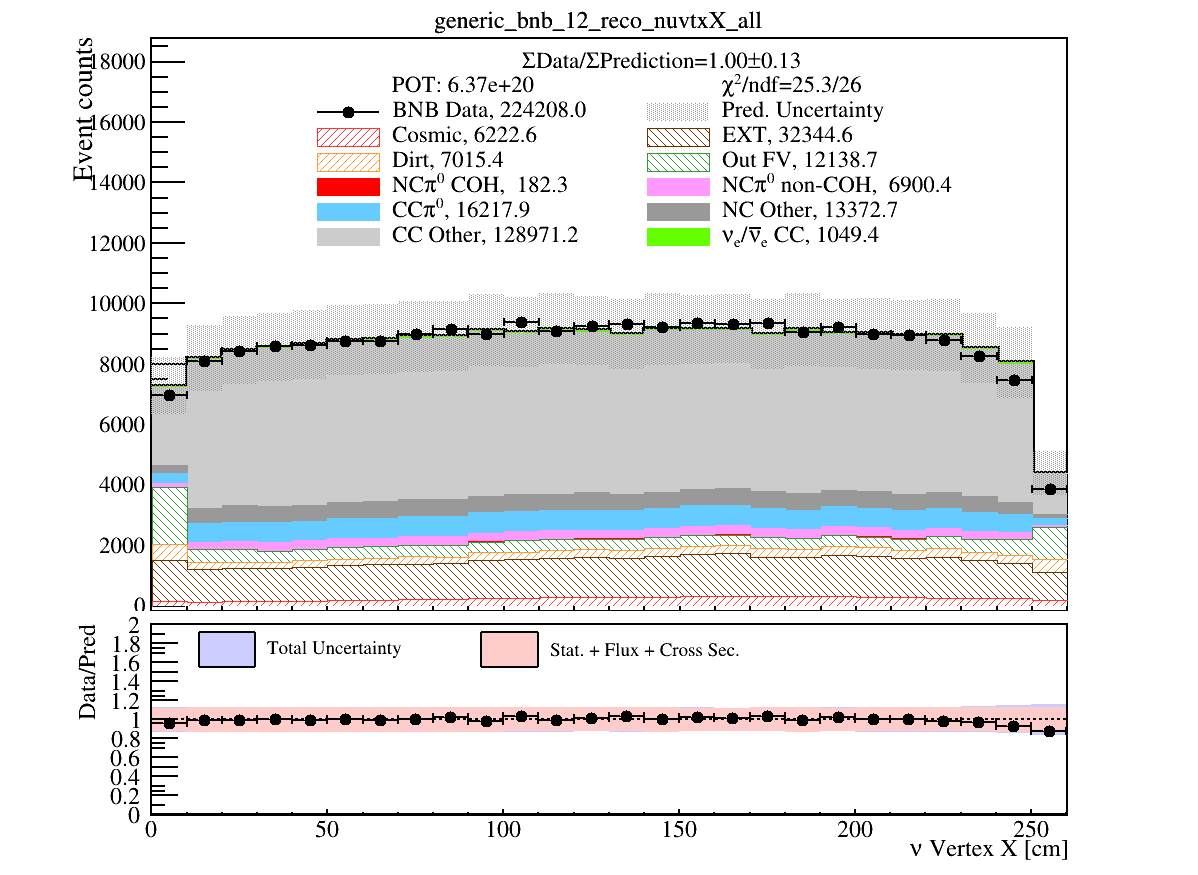 generic_bnb_12_reco_nuvtxX_all
ΣData/ΣPrediction=1.00±0.13
POT: 6.37e+20 χ²/ndf=25.3/26
BNB Data, 224208.0 Pred. Uncertainty
Cosmic, 6222.6 EXT, 32344.6
Dirt, 7015.4 Out FV, 12138.7
NCπ⁰ COH, 182.3 NCπ⁰ non-COH, 6900.4
CCπ⁰, 16217.9 NC Other, 13372.7
CC Other, 128971.2 νₑ/ν̅ₑ CC, 1049.4
Event counts
18000
16000
14000
12000
10000
8000
6000
4000
2000
0
Data/Pred
2
1.8
1.6
1.4
1.2
1
0.8
0.6
0.4
0.2
0
Total Uncertainty Stat. + Flux + Cross Sec.
0 50 100 150 200 250
ν Vertex X [cm]